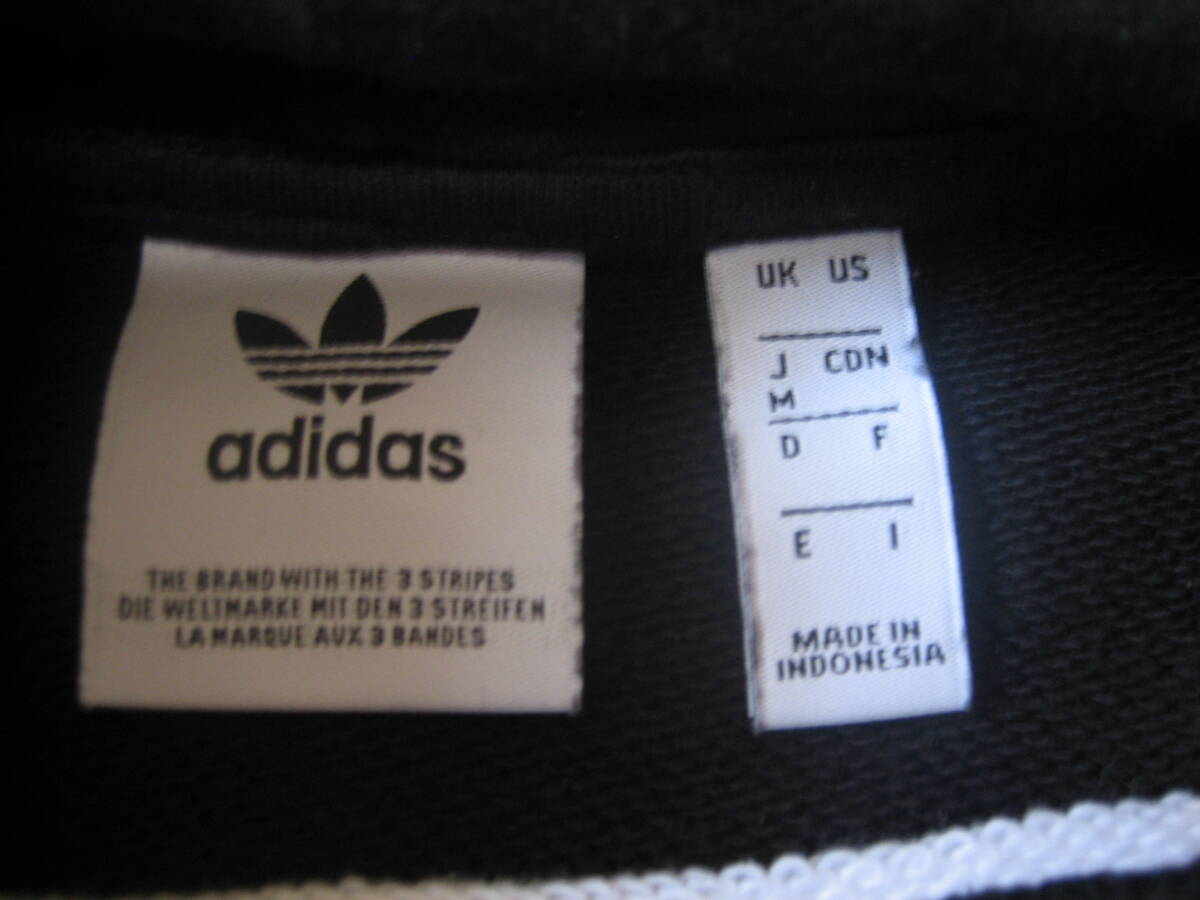 adidas
THE BRAND WITH THE 3 STRIPES
DIE WELTMARKE MIT DEN 3 STREIFEN
LA MARQUE AUX 3 BANDES
UK US
J CDN
M
D F
E I
MADE IN
INDONESIA